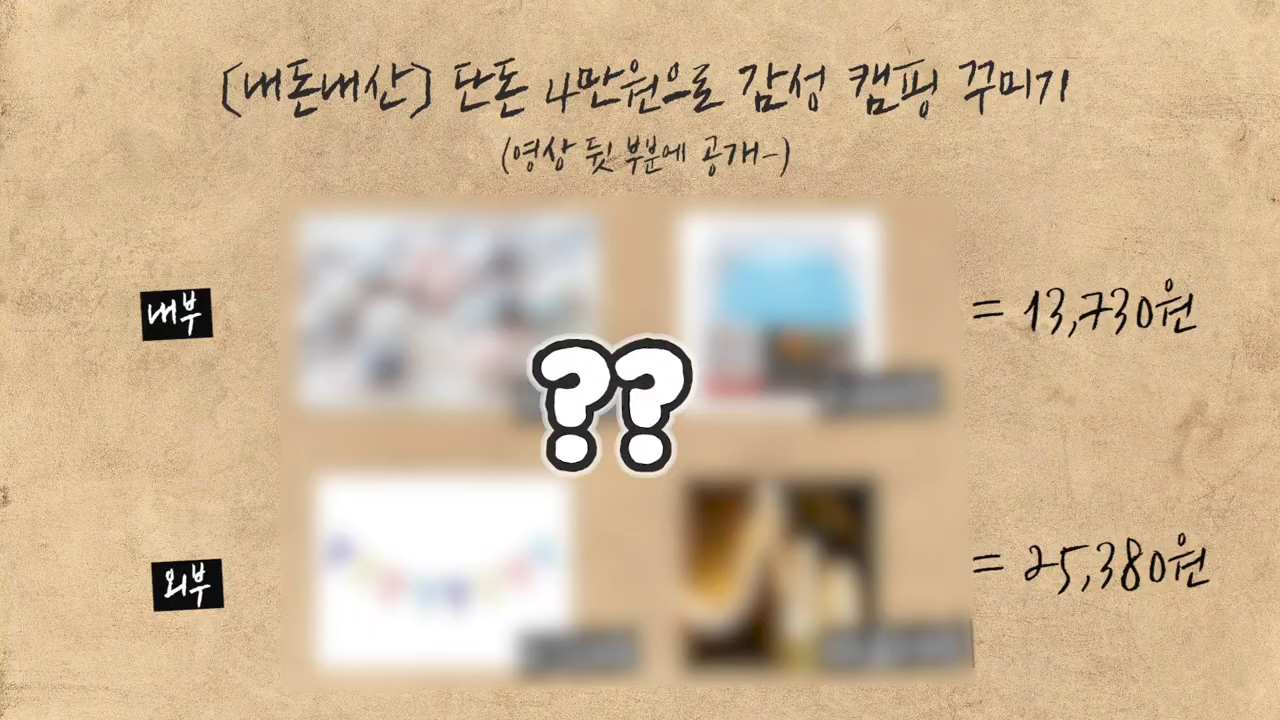 [내돈내산] 단돈 4만원으로 감성 캠핑 꾸미기
(영상 뒷 부분에 공개~)
내부
= 13,730원
??
외부
= 25,380원